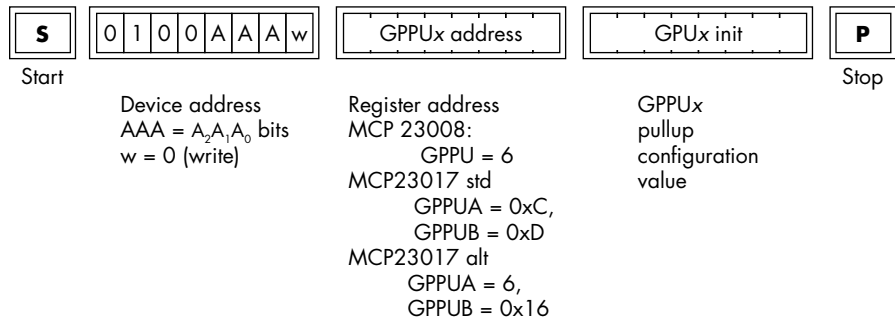 S 0 1 0 0 A A A w GPPUx address GPUx init P
Start Stop
Device address
AAA = A₂A₁A₀ bits
w = 0 (write)
Register address
MCP 23008:
GPPU = 6
MCP23017 std
GPPUA = 0xC,
GPPUB = 0xD
MCP23017 alt
GPPUA = 6,
GPPUB = 0x16
GPPUx
pullup
configuration
value